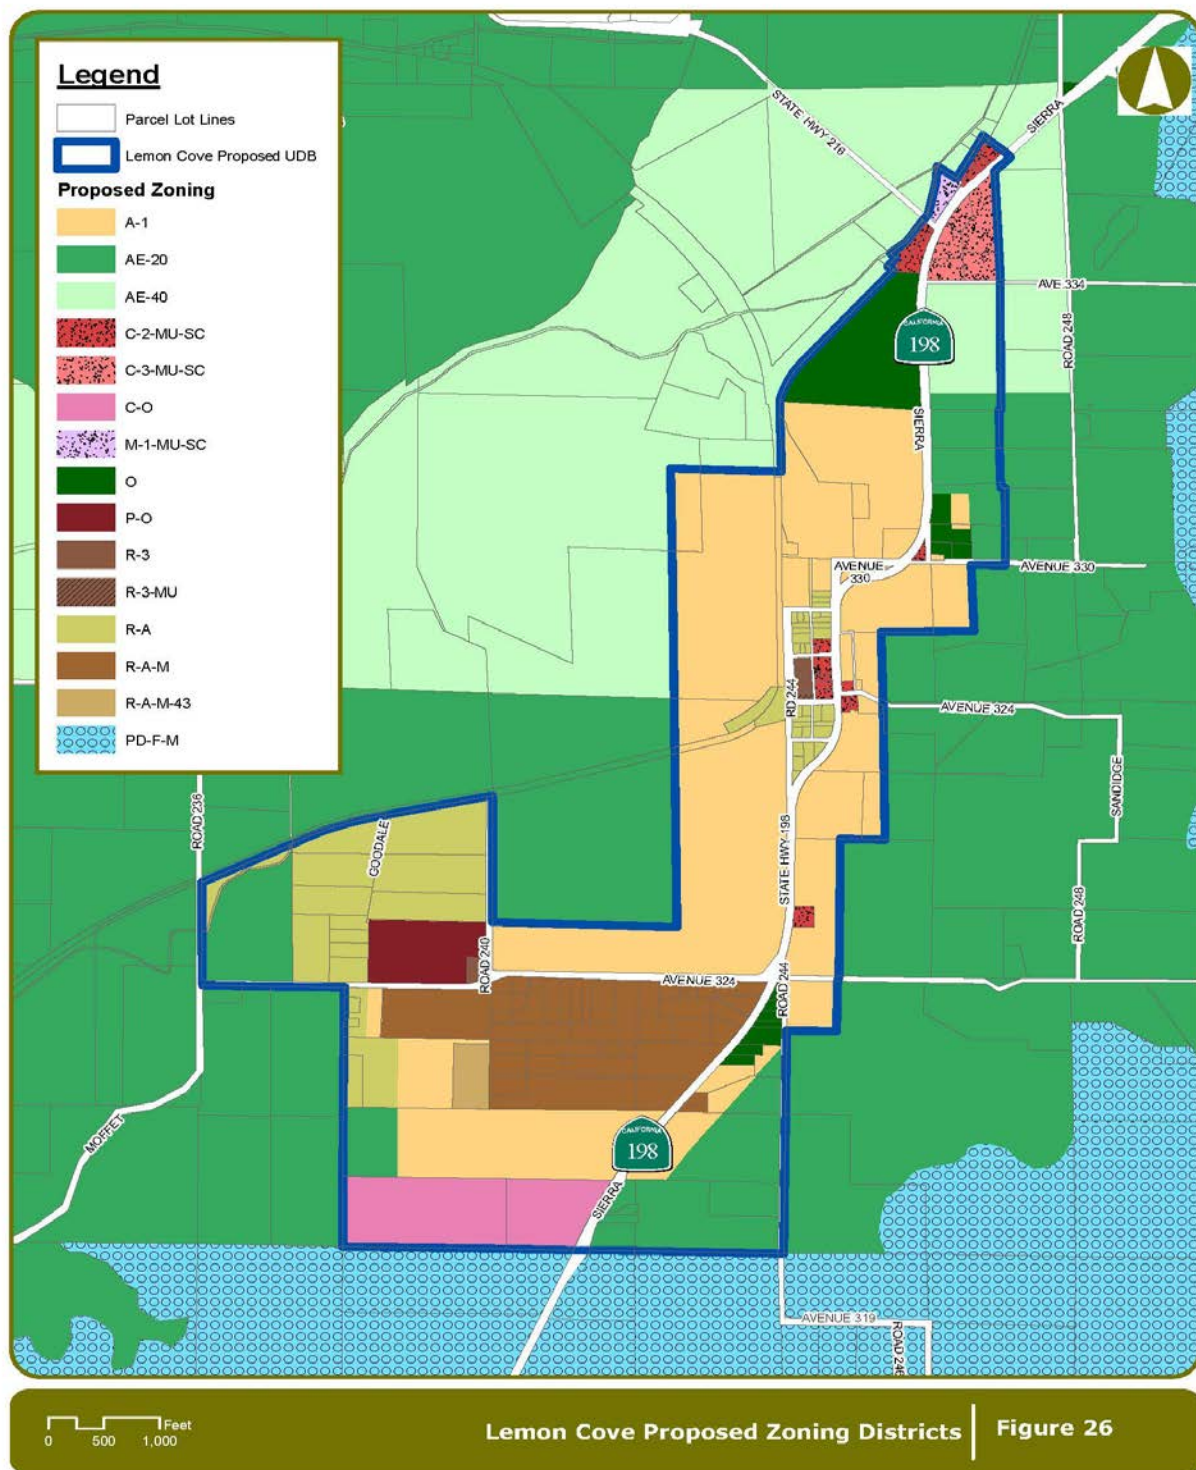 Legend
Parcel Lot Lines
Lemon Cove Proposed UDB
Proposed Zoning
A-1
AE-20
AE-40
C-2-MU-SC
C-3-MU-SC
C-O
M-1-MU-SC
O
P-O
R-3
R-3-MU
R-A
R-A-M
R-A-M-43
PD-F-M
STATE HWY 216
SIERRA
AVE 334
ROAD 248
CALIFORNIA
198
SIERRA
AVENUE
330
AVENUE 330
RD 244
AVENUE 324
SANDIDGE
ROAD 236
GOODALE
STATE HWY 198
ROAD 248
ROAD 240
AVENUE 324
ROAD 244
MOFFET
CALIFORNIA
198
SIERRA
AVENUE 319
ROAD 246
Feet
0 500 1,000
Lemon Cove Proposed Zoning Districts
Figure 26